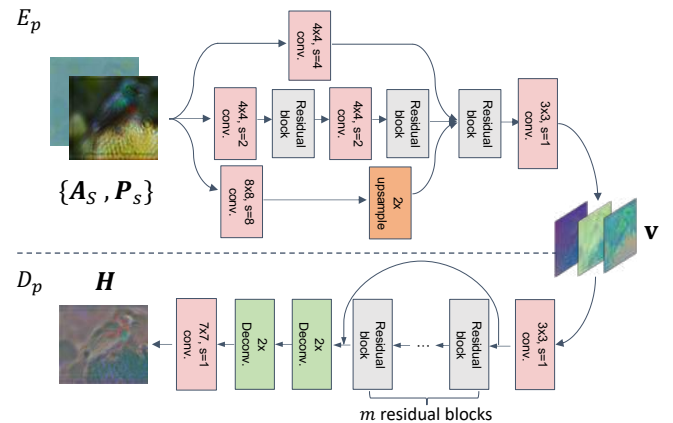 E_p
4x4, s=4
conv.
4x4, s=2
conv.
Residual
block
4x4, s=2
conv.
Residual
block
Residual
block
3x3, s=1
conv.
{A_S , P_s}
8x8, s=8
conv.
2x
upsample
v
D_p
H
7x7, s=1
conv.
2x
Deconv.
2x
Deconv.
Residual
block
...
Residual
block
3x3, s=1
conv.
m residual blocks